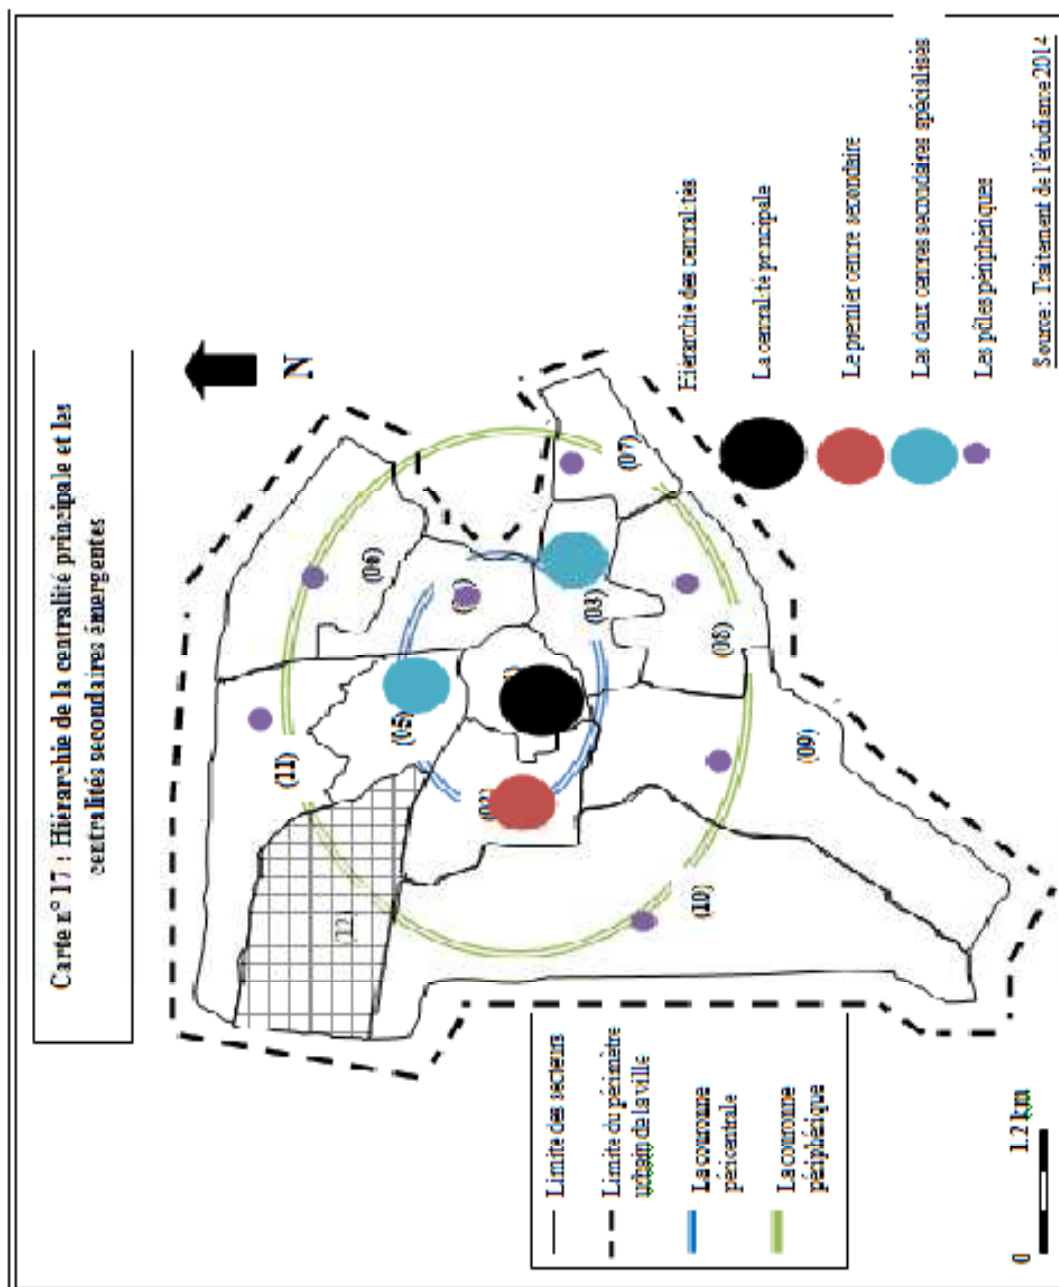 Carte n° 17 : Hiérarchie de la centralité principale et les
centralités secondaires émergentes
N
(11)
(06)
(05)
(12)
(02)
(03)
(07)
(08)
(10)
(09)
Limite des secteurs
Limite du périmètre
urbain de la ville
La couronne
péricentrale
La couronne
périphérique
0
1.2 km
Hiérarchie des centralités
La centralité principale
Le premier centre secondaire
Les deux centres secondaires spécialisés
Les pôles périphériques
Source : Traitement de l'étudiante 2014